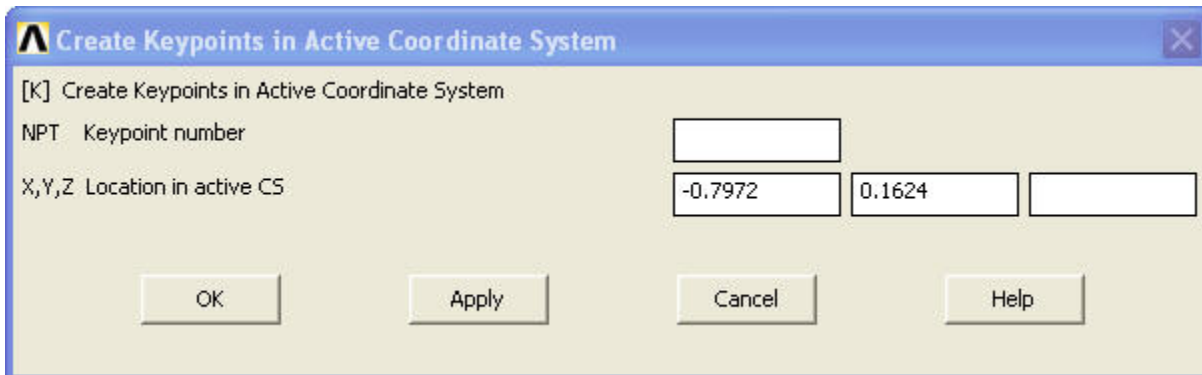 Create Keypoints in Active Coordinate System
[K] Create Keypoints in Active Coordinate System
NPT Keypoint number
X,Y,Z Location in active CS -0.7972 0.1624
OK Apply Cancel Help